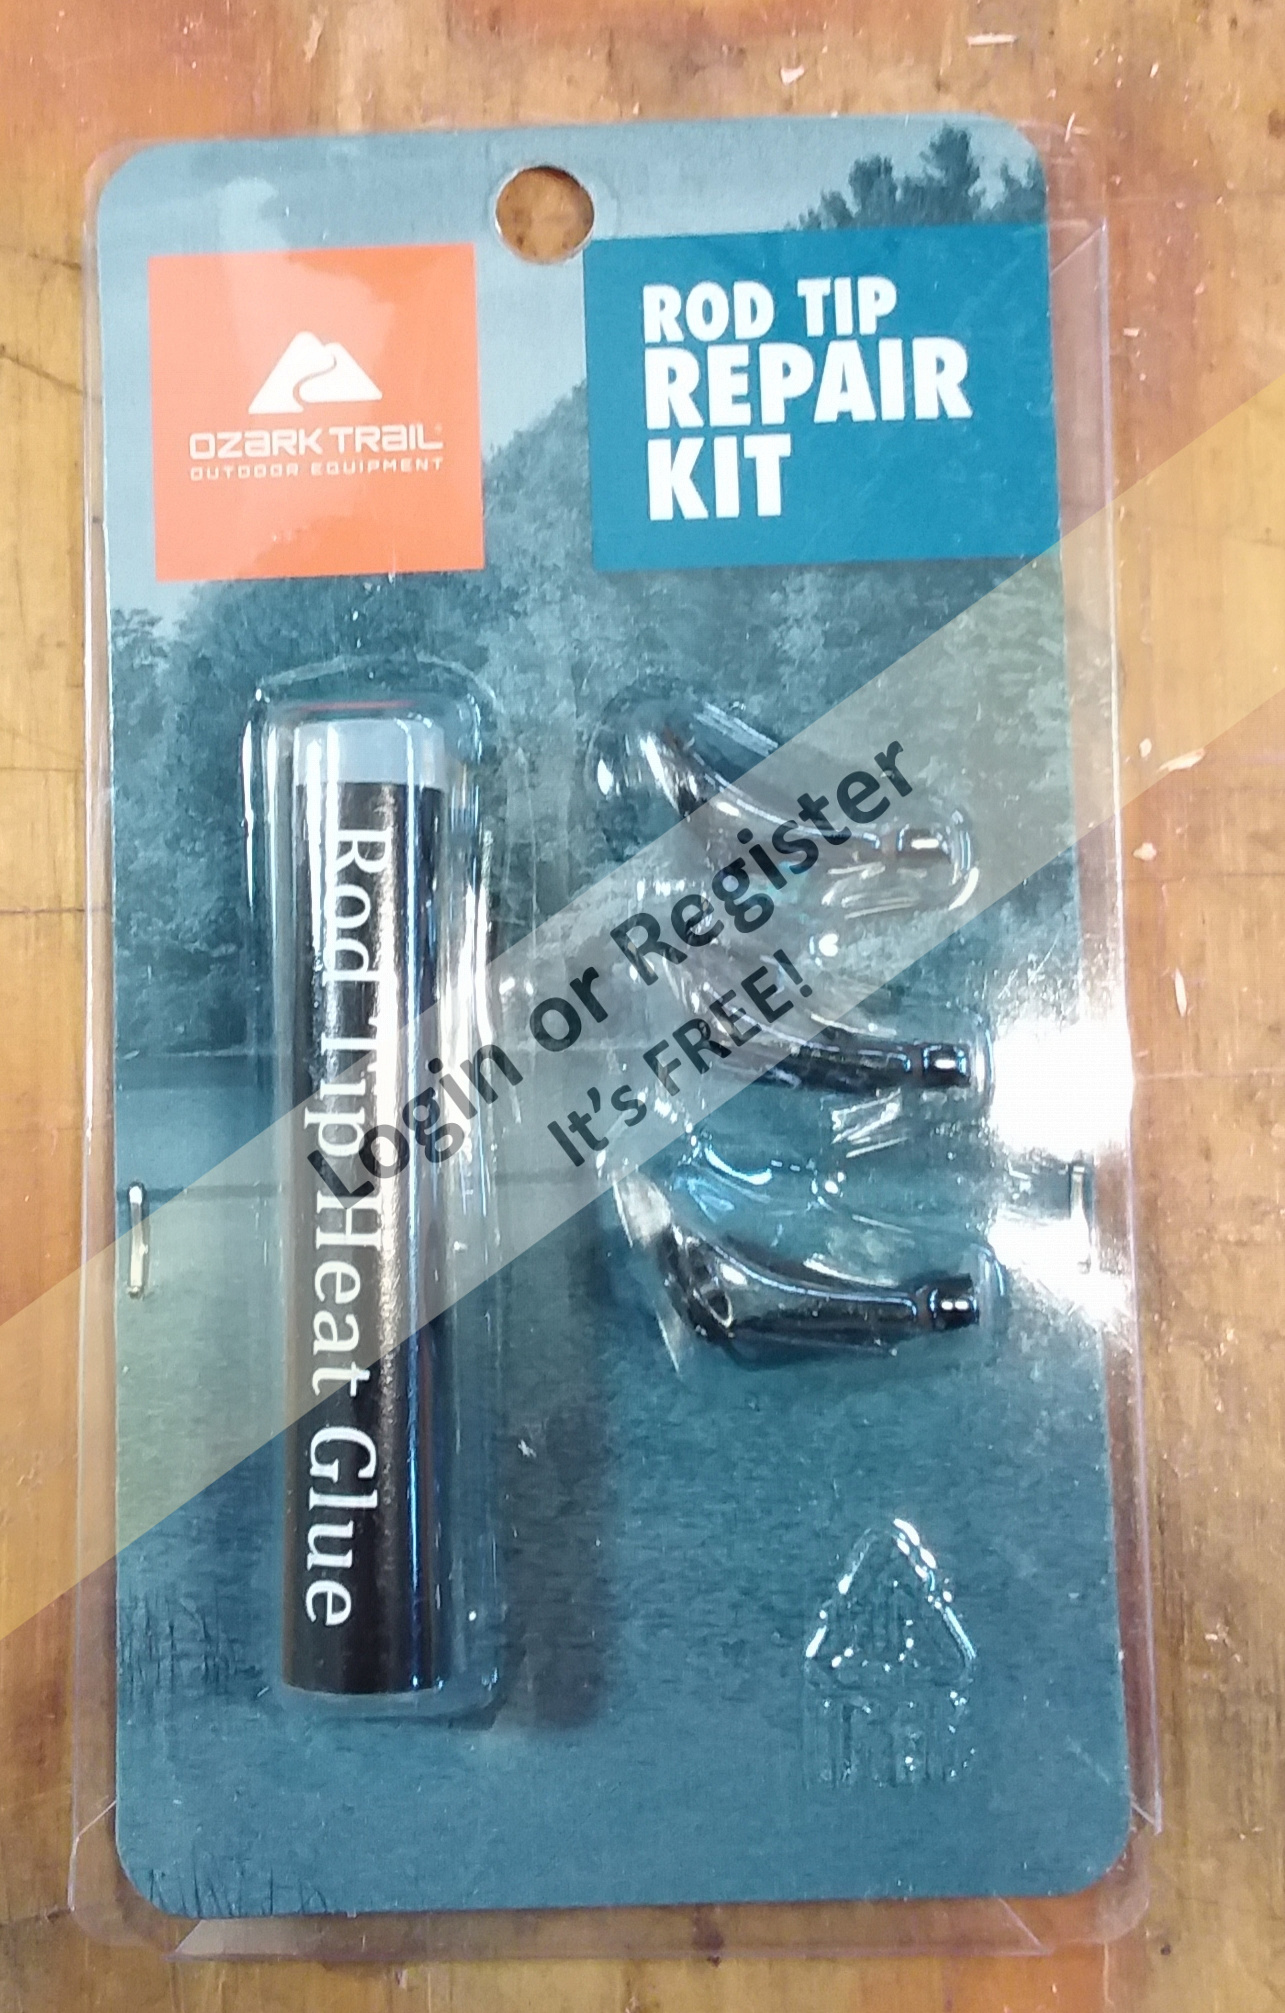 OZARK TRAIL
OUTDOOR EQUIPMENT
ROD TIP
REPAIR
KIT
Rod Tip Heat Glue
Login or Register
It's FREE!